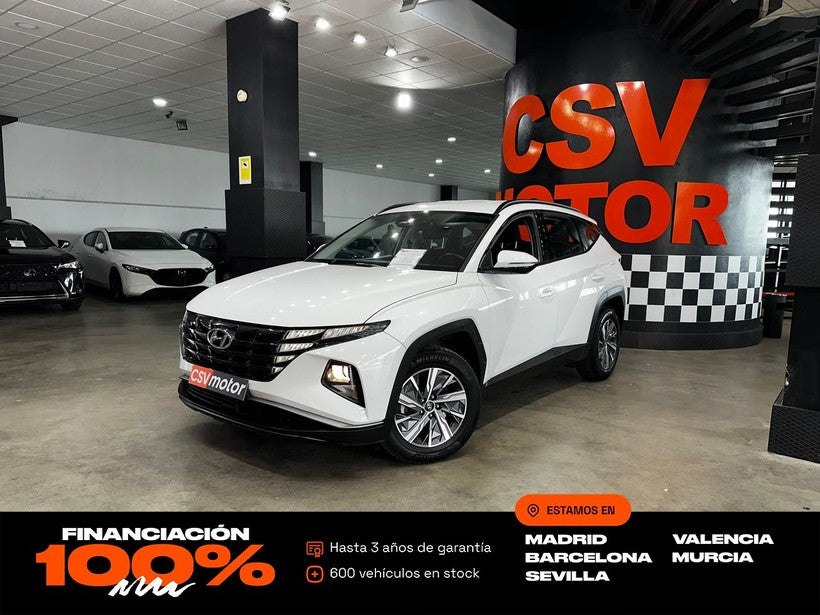 CSV
MOTOR
CSVmotor
MICHELIN
FINANCIACIÓN
100%
Hasta 3 años de garantía
600 vehículos en stock
ESTAMOS EN
MADRID
BARCELONA
SEVILLA
VALENCIA
MURCIA